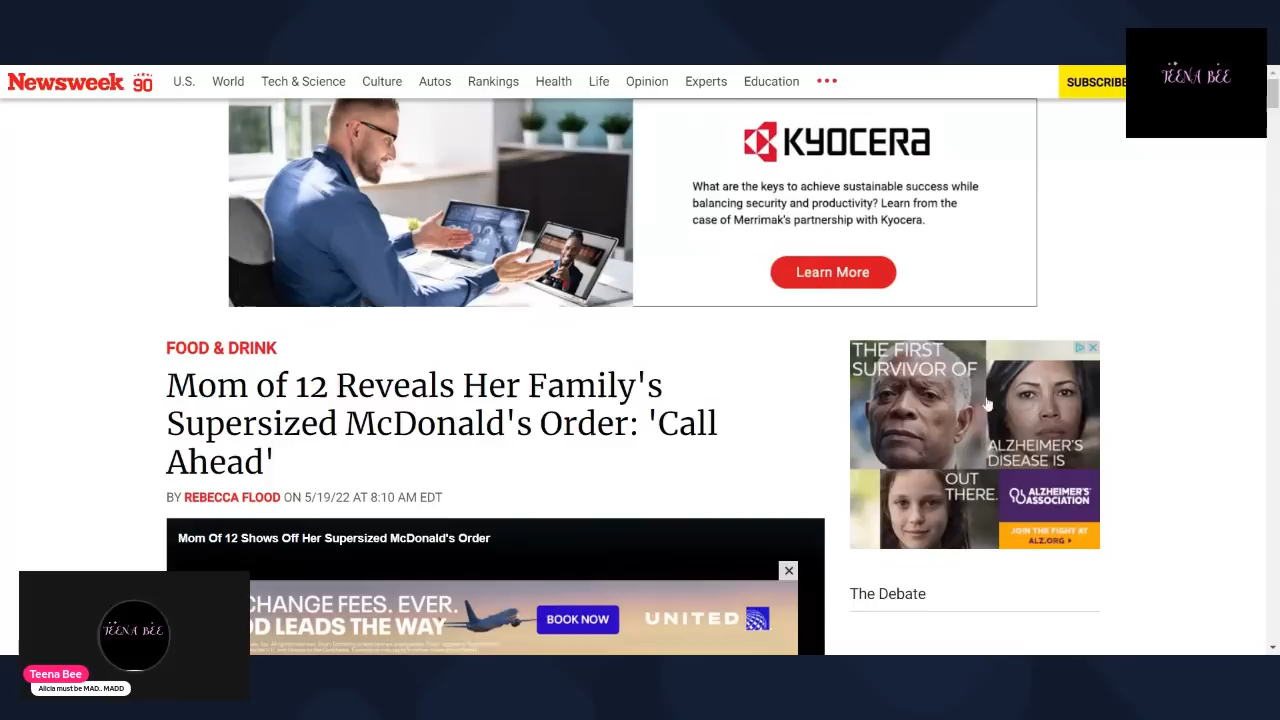 Newsweek 90
U.S. World Tech & Science Culture Autos Rankings Health Life Opinion Experts Education
SUBSCRIBE
TEENA BEE
KYOCERA
What are the keys to achieve sustainable success while
balancing security and productivity? Learn from the
case of Merrimak's partnership with Kyocera.
Learn More
FOOD & DRINK
Mom of 12 Reveals Her Family's
Supersized McDonald's Order: 'Call
Ahead'
BY REBECCA FLOOD ON 5/19/22 AT 8:10 AM EDT
Mom Of 12 Shows Off Her Supersized McDonald's Order
CHANGE FEES. EVER.
D LEADS THE WAY
BOOK NOW
UNITED
THE FIRST
SURVIVOR OF
ALZHEIMER'S
DISEASE IS
OUT
THERE.
ALZHEIMER'S
ASSOCIATION
JOIN THE FIGHT AT
ALZ.ORG
The Debate
TEENA BEE
Teena Bee
Alicia must be MAD.. MADD